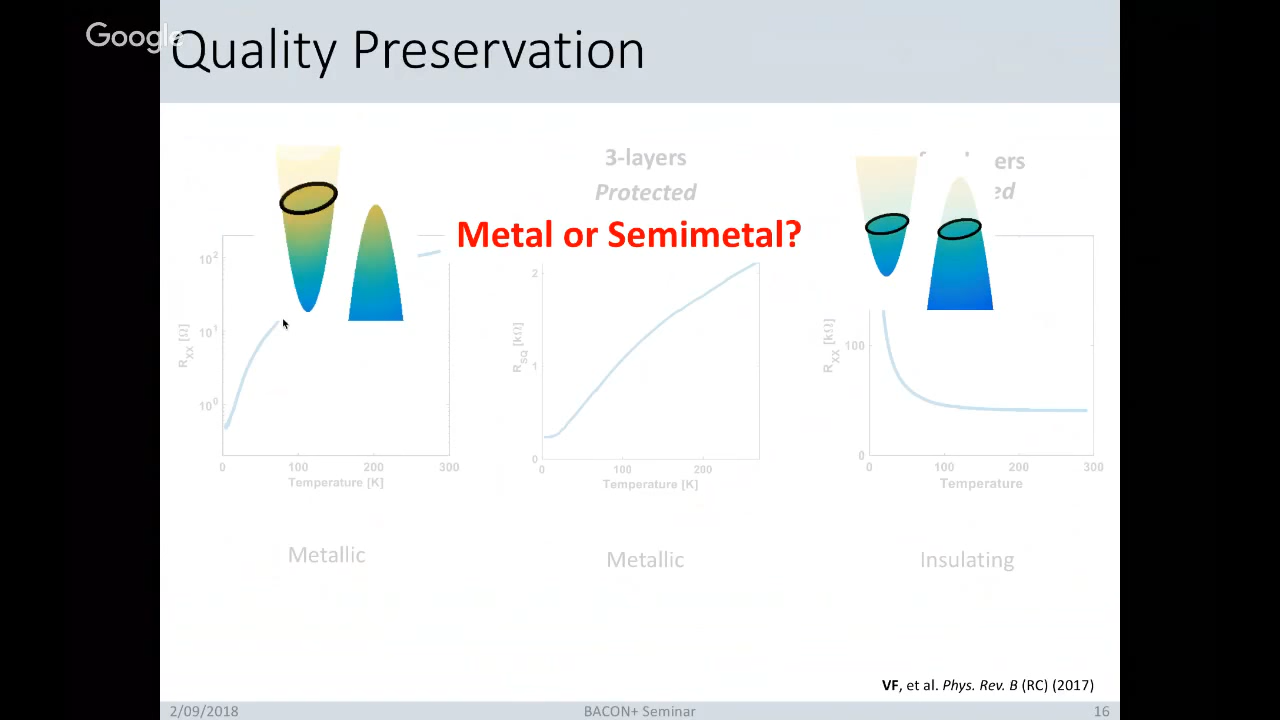 Google
Quality Preservation
3-layers
Protected
Metal or Semimetal?
10²
10¹
10⁰
R_XX [Ω]
0
100
200
300
Temperature [K]
2
1
0
R_SQ [kΩ]
0
100
200
Temperature [K]
100
0
R_XX [kΩ]
0
100
200
300
Temperature
Metallic
Metallic
Insulating
VF, et al. Phys. Rev. B (RC) (2017)
2/09/2018
BACON+ Seminar
16